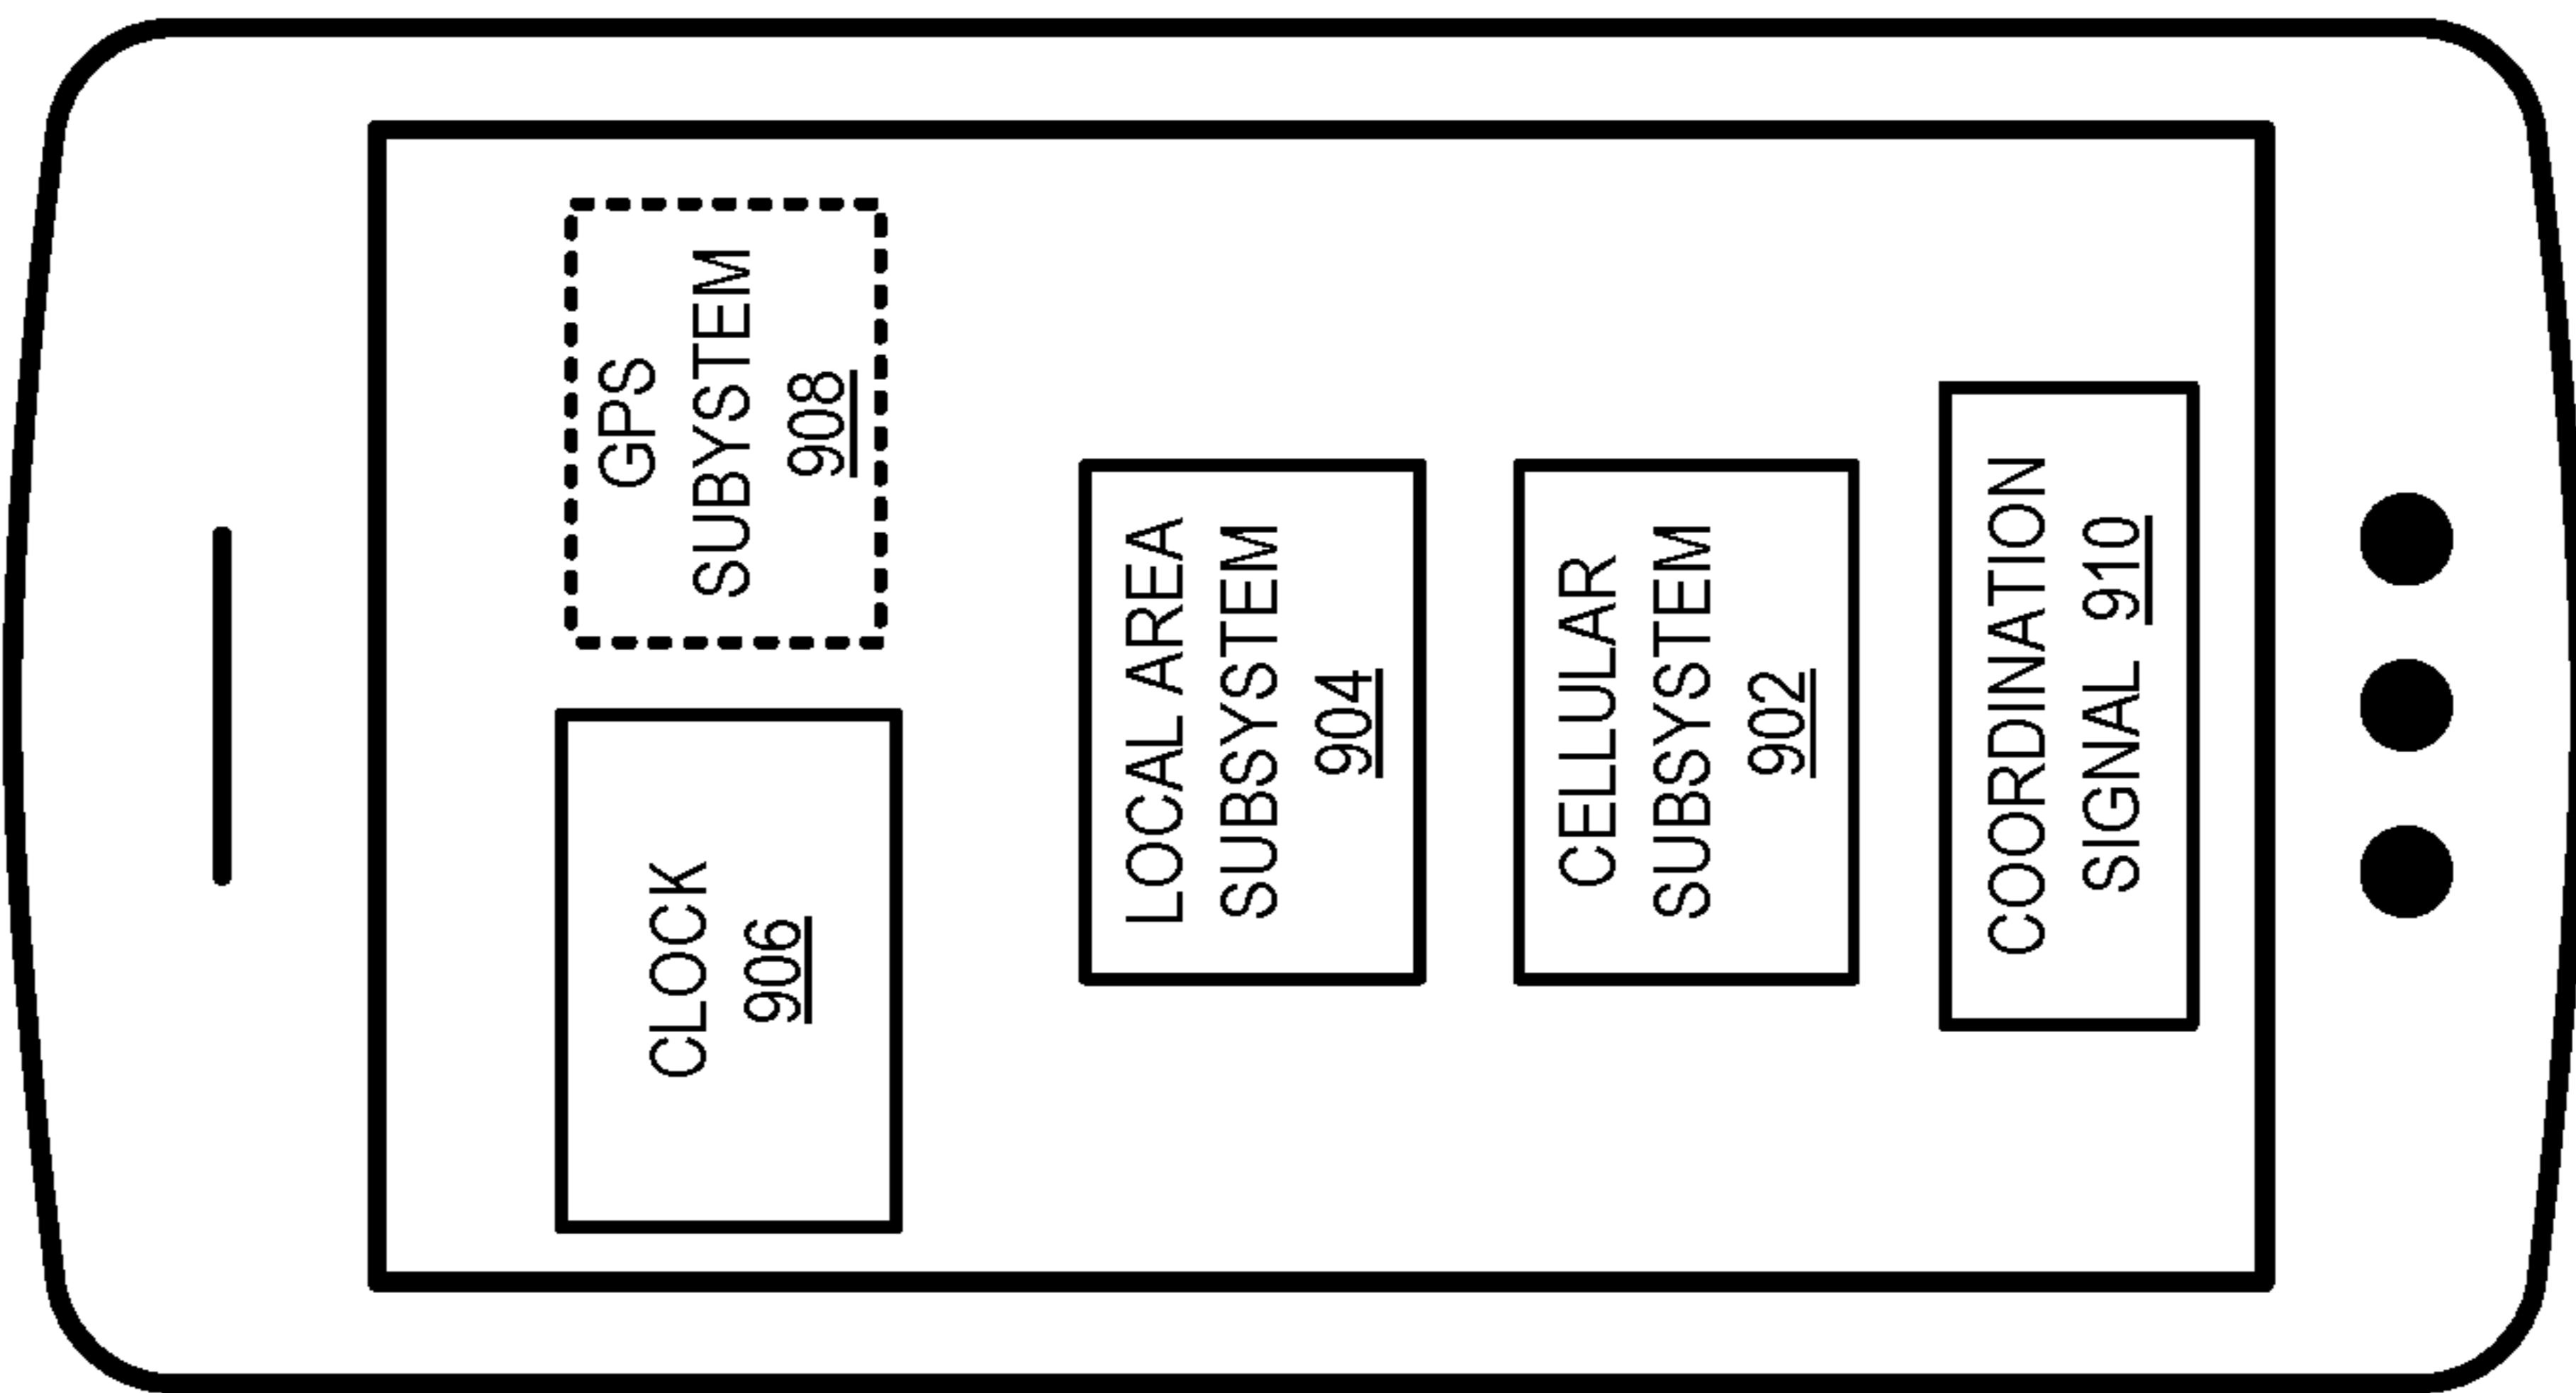 CLOCK
906
GPS
SUBYSTEM
908
LOCAL AREA
SUBSYSTEM
904
CELLULAR
SUBSYSTEM
902
COORDINATION
SIGNAL 910